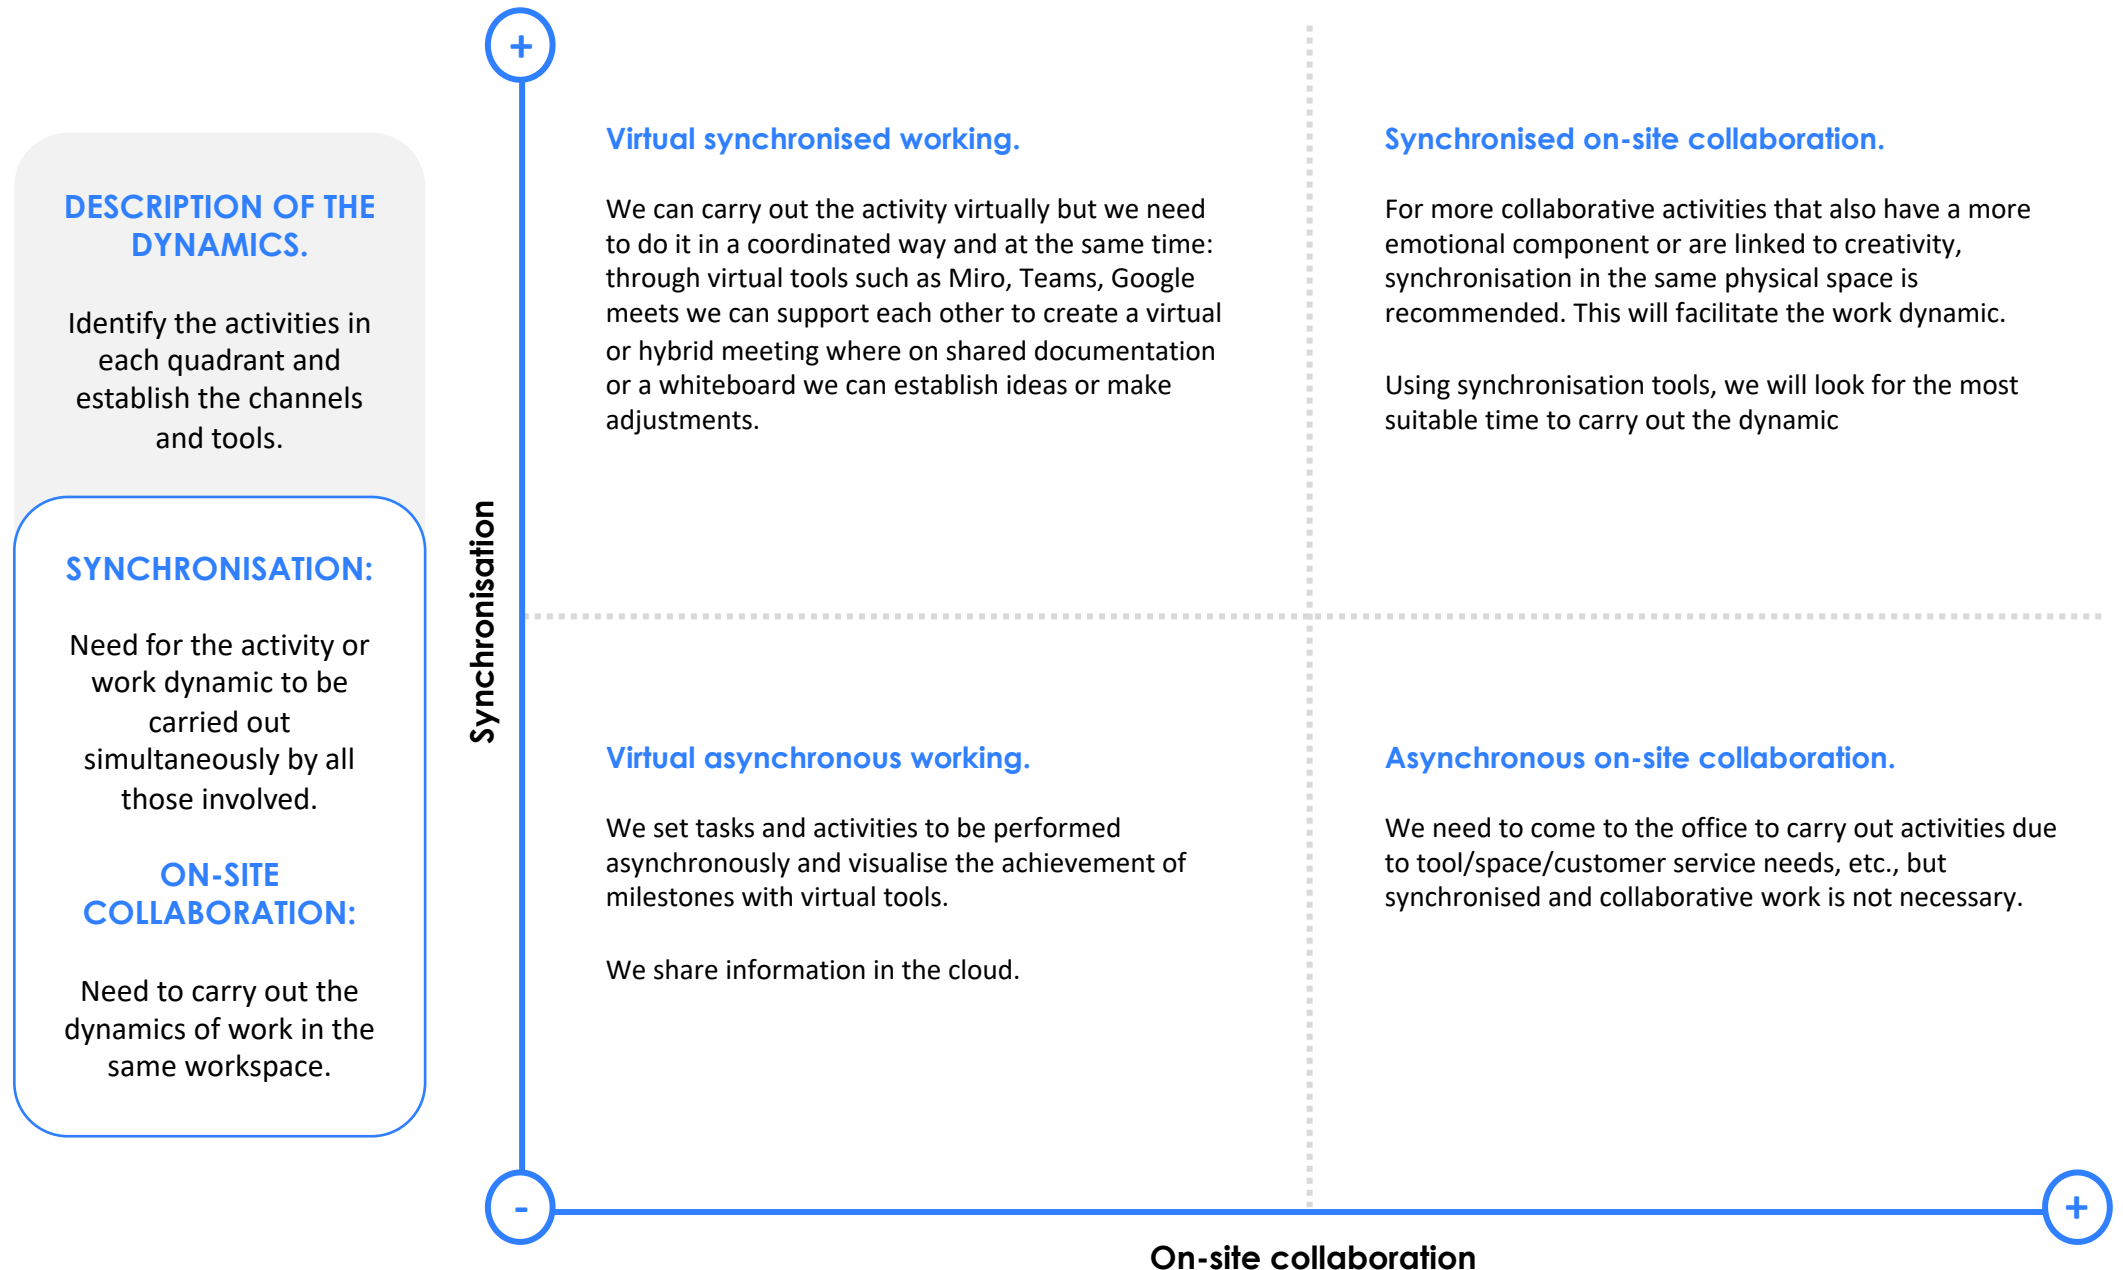 DESCRIPTION OF THE
DYNAMICS.
Identify the activities in
each quadrant and
establish the channels
and tools.
SYNCHRONISATION:
Need for the activity or
work dynamic to be
carried out
simultaneously by all
those involved.
ON-SITE
COLLABORATION:
Need to carry out the
dynamics of work in the
same workspace.
+
Synchronisation
Virtual synchronised working.
We can carry out the activity virtually but we need
to do it in a coordinated way and at the same time:
through virtual tools such as Miro, Teams, Google
meets we can support each other to create a virtual
or hybrid meeting where on shared documentation
or a whiteboard we can establish ideas or make
adjustments.
Synchronised on-site collaboration.
For more collaborative activities that also have a more
emotional component or are linked to creativity,
synchronisation in the same physical space is
recommended. This will facilitate the work dynamic.
Using synchronisation tools, we will look for the most
suitable time to carry out the dynamic
Virtual asynchronous working.
We set tasks and activities to be performed
asynchronously and visualise the achievement of
milestones with virtual tools.
We share information in the cloud.
Asynchronous on-site collaboration.
We need to come to the office to carry out activities due
to tool/space/customer service needs, etc., but
synchronised and collaborative work is not necessary.
-
+
On-site collaboration